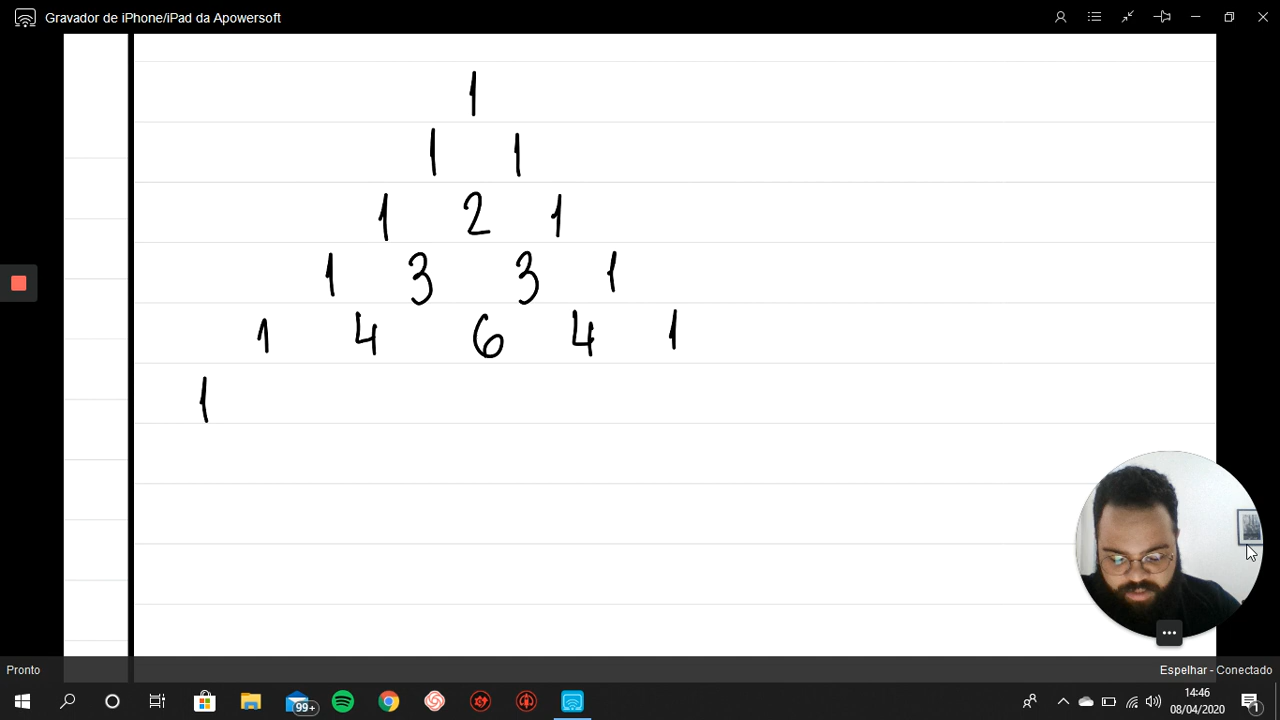 Gravador de iPhone/iPad da Apowersoft
1
1 1
1 2 1
1 3 3 1
1 4 6 4 1
1
Pronto
Espelhar - Conectado
99+
14:46
08/04/2020
1